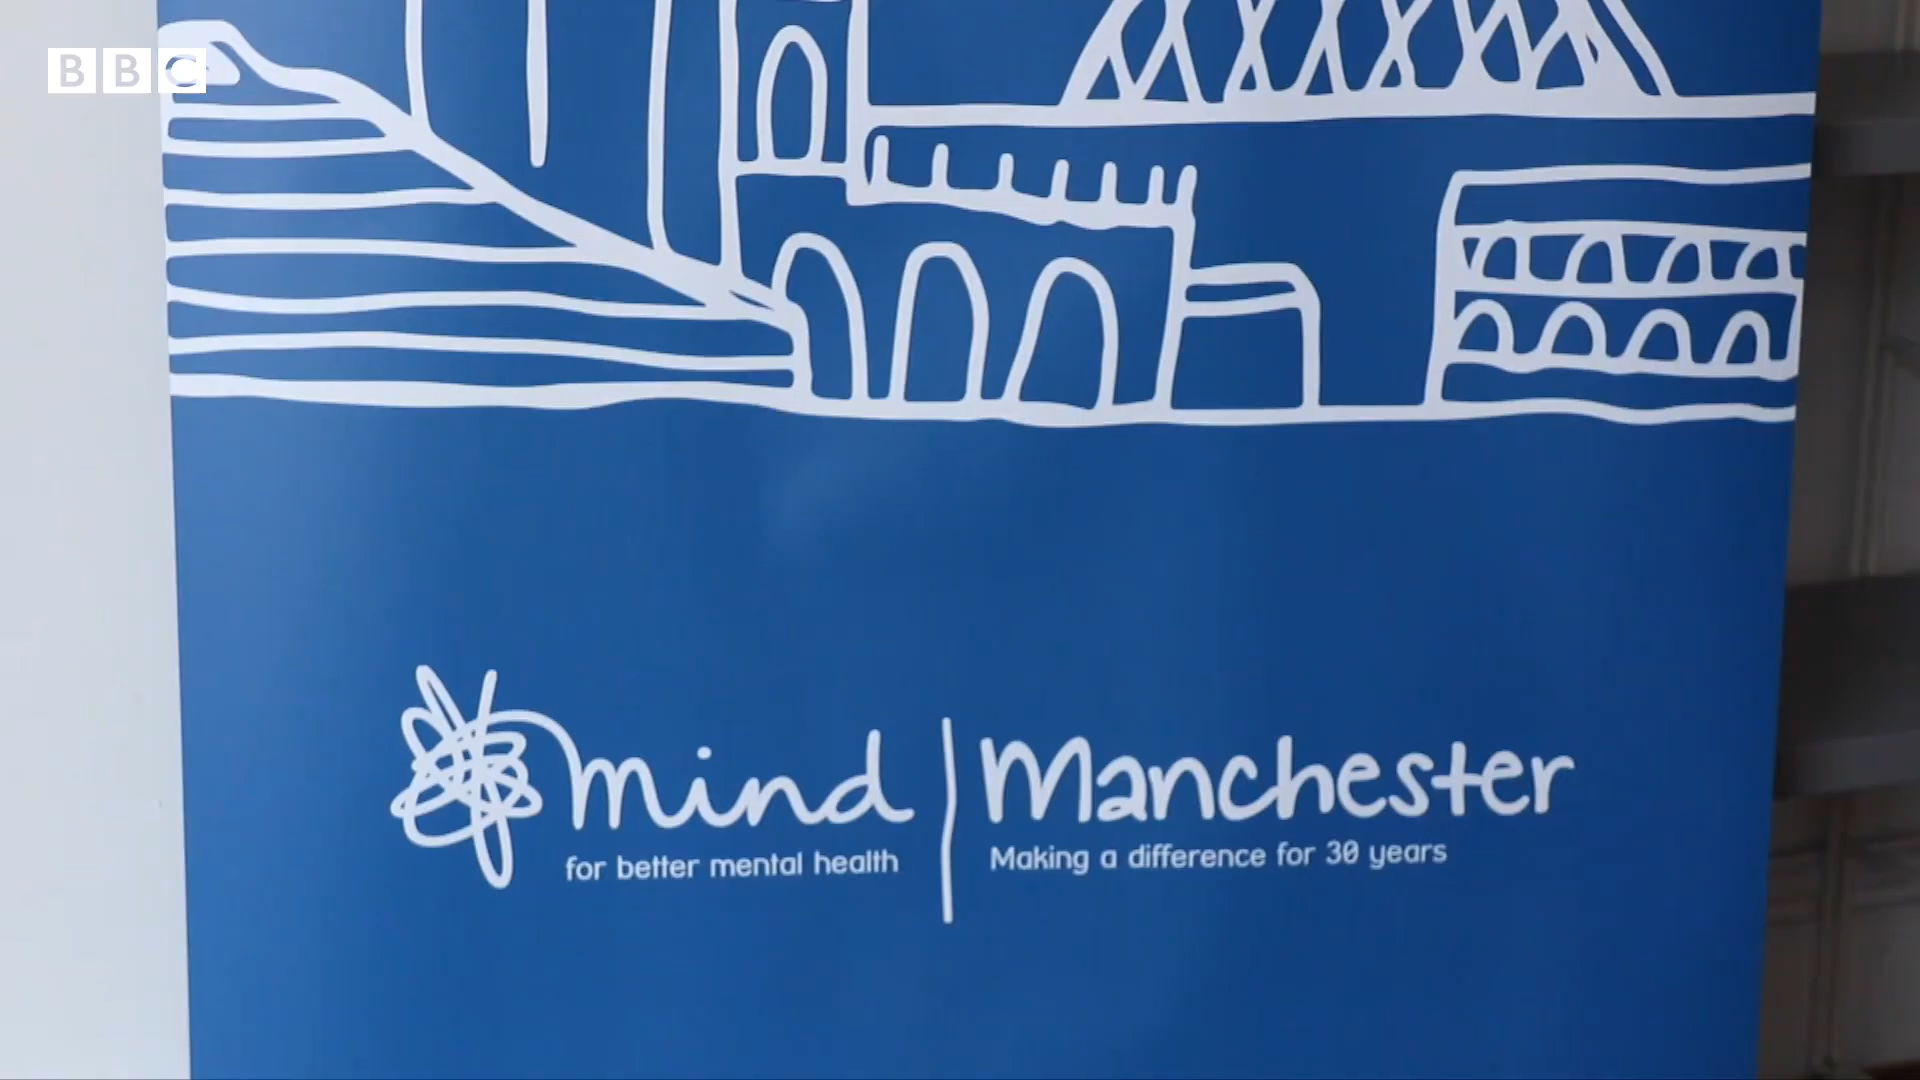 BBC
mind
for better mental health
Manchester
Making a difference for 30 years